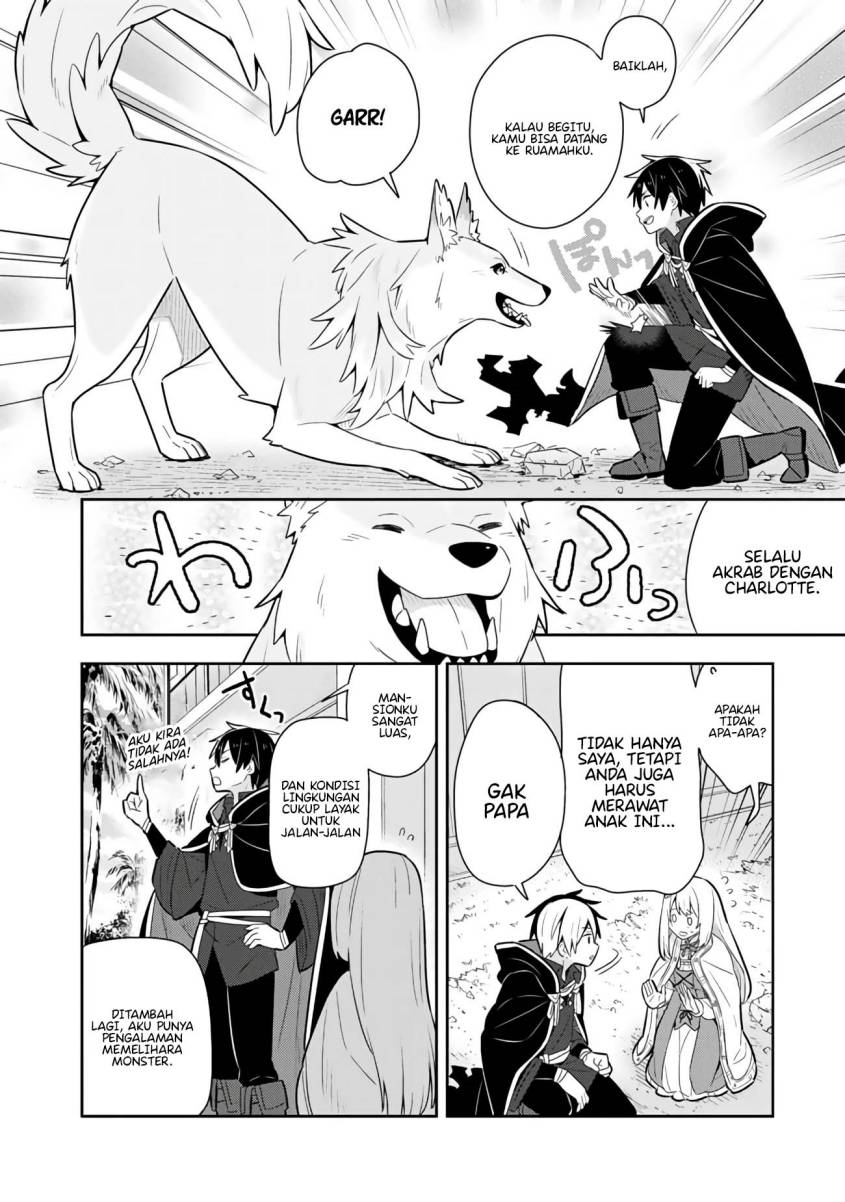 BAIKLAH,
KALAU BEGITU,
KAMU BISA DATANG
KE RUAMAHKU.
ぽんっ
GARR!
SELALU
AKRAB DENGAN
CHARLOTTE.
わふっ
APAKAH
TIDAK
APA-APA?
TIDAK HANYA
SAYA, TETAPI
ANDA JUGA
HARUS
MERAWAT
ANAK INI...
GAK
PAPA
MAN-
SIONKU
SANGAT
LUAS,
DAN KONDISI
LINGKUNGAN
CUKUP LAYAK
UNTUK
JALAN-JALAN
すっ
AKU KIRA
TIDAK ADA
SALAHNYA!
DITAMBAH
LAGI, AKU PUNYA
PENGALAMAN
MEMELIHARA
MONSTER.